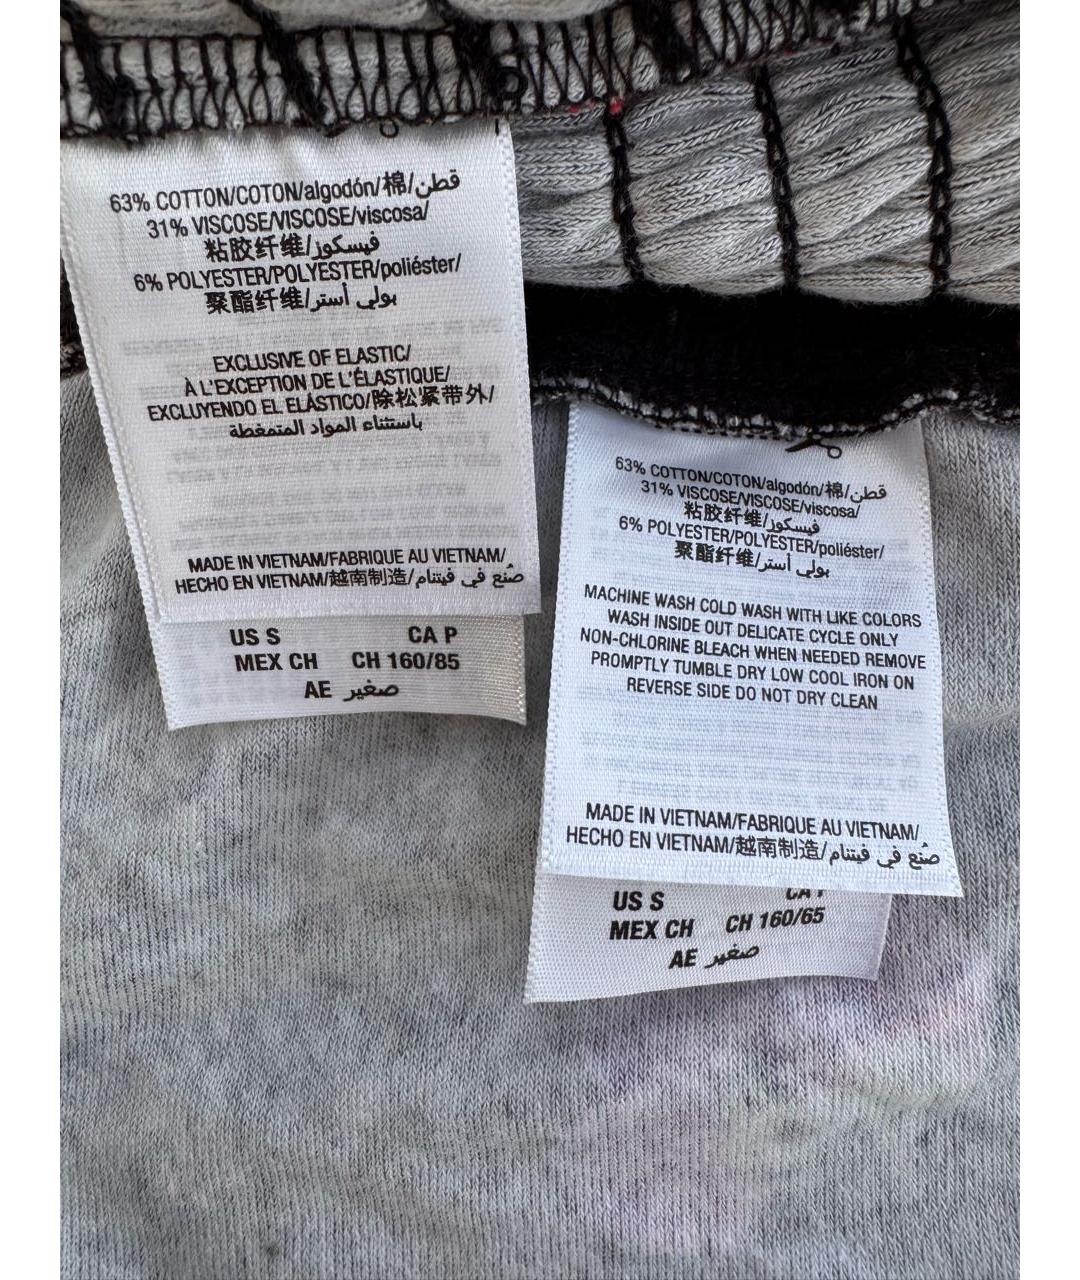 63% COTTON/COTON/algodón/棉/قطن
31% VISCOSE/VISCOSE/viscosa/
粘胶纤维/فيسكوز
6% POLYESTER/POLYESTER/poliéster/
聚酯纤维/بولي أستر
EXCLUSIVE OF ELASTIC/
À L'EXCEPTION DE L'ÉLASTIQUE/
EXCLUYENDO EL ELÁSTICO/除松紧带外/
باستثناء المواد المتمغطة
MADE IN VIETNAM/FABRIQUE AU VIETNAM/
HECHO EN VIETNAM/越南制造/صُنع في فيتنام
US S CA P
MEX CH CH 160/85
AE صغير
63% COTTON/COTON/algodón/棉/قطن
31% VISCOSE/VISCOSE/viscosa/
粘胶纤维/فيسكوز
6% POLYESTER/POLYESTER/poliéster/
聚酯纤维/بولي أستر
MACHINE WASH COLD WASH WITH LIKE COLORS
WASH INSIDE OUT DELICATE CYCLE ONLY
NON-CHLORINE BLEACH WHEN NEEDED REMOVE
PROMPTLY TUMBLE DRY LOW COOL IRON ON
REVERSE SIDE DO NOT DRY CLEAN
MADE IN VIETNAM/FABRIQUE AU VIETNAM/
HECHO EN VIETNAM/越南制造/صُنع في فيتنام
US S CA
MEX CH CH 160/65
AE صغير